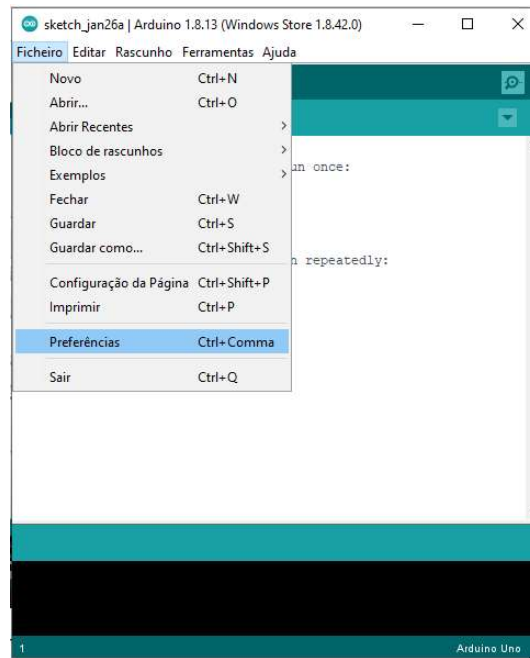 sketch_jan26a | Arduino 1.8.13 (Windows Store 1.8.42.0)
Ficheiro Editar Rascunho Ferramentas Ajuda
Novo Ctrl+N
Abrir... Ctrl+O
Abrir Recentes
Bloco de rascunhos
Exemplos
Fechar Ctrl+W
Guardar Ctrl+S
Guardar como... Ctrl+Shift+S
Configuração da Página Ctrl+Shift+P
Imprimir Ctrl+P
Preferências Ctrl+Comma
Sair Ctrl+Q
once:
repeatedly:
1 Arduino Uno